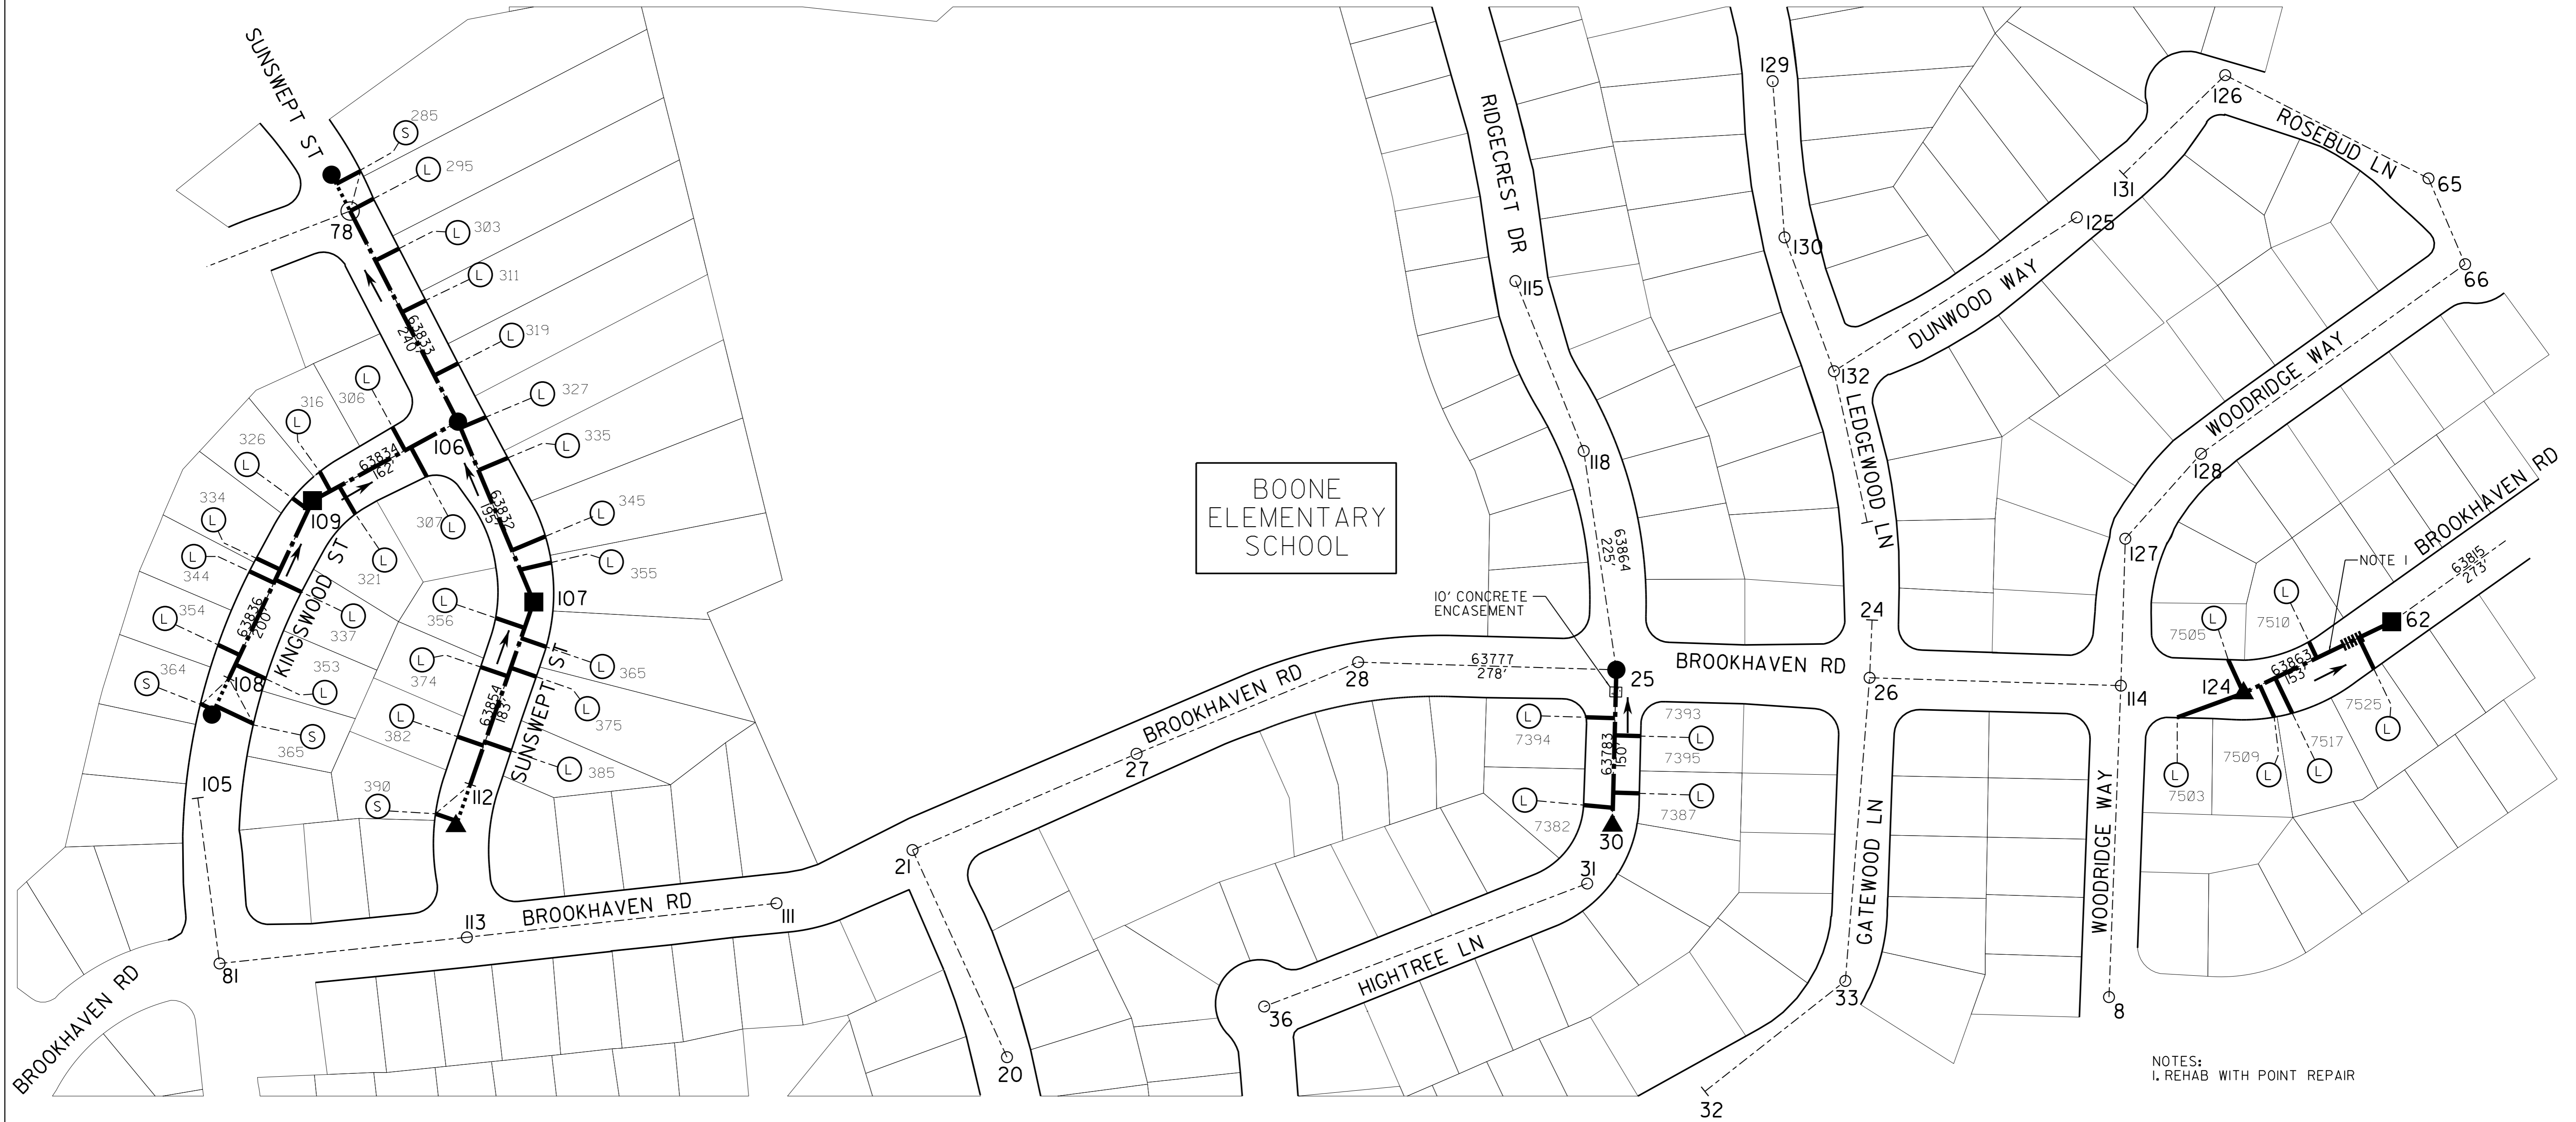 SUNSWEPT ST
S 285
L 295
78
L 303
L 311
L 319
63833
240'
L 327
106
L 335
L 306
L 316
L 326
63834
162'
109
L 307
L 321
L 334
L 344
63832
195'
L 345
L 355
107
KINGSWOOD ST
63836
200'
L 337
L 354
L 353
S 364
108
S 365
105
L 356
L 365
L 374
L 375
63854
183'
SUNSWEPT ST
L 382
L 385
S 390
112
113
BROOKHAVEN RD
111
81
BROOKHAVEN RD
21
20
27
BROOKHAVEN RD
28
63777
278'
BOONE
ELEMENTARY
SCHOOL
10' CONCRETE
ENCASEMENT
RIDGECREST DR
115
118
63864
225'
25
BROOKHAVEN RD
L 7394
L 7393
L 7395
63783
150'
L 7382
L 7387
30
31
HIGHTREE LN
36
129
130
132
LEDGEWOOD LN
DUNWOOD WAY
125
131
126
ROSEBUD LN
65
66
WOODRIDGE WAY
128
127
24
26
114
GATEWOOD LN
33
32
WOODRIDGE WAY
8
BROOKHAVEN RD
NOTE 1
63815
273'
62
L 7510
L 7505
124
63863
153'
L 7503
L 7509
L 7517
L 7525
NOTES:
1. REHAB WITH POINT REPAIR